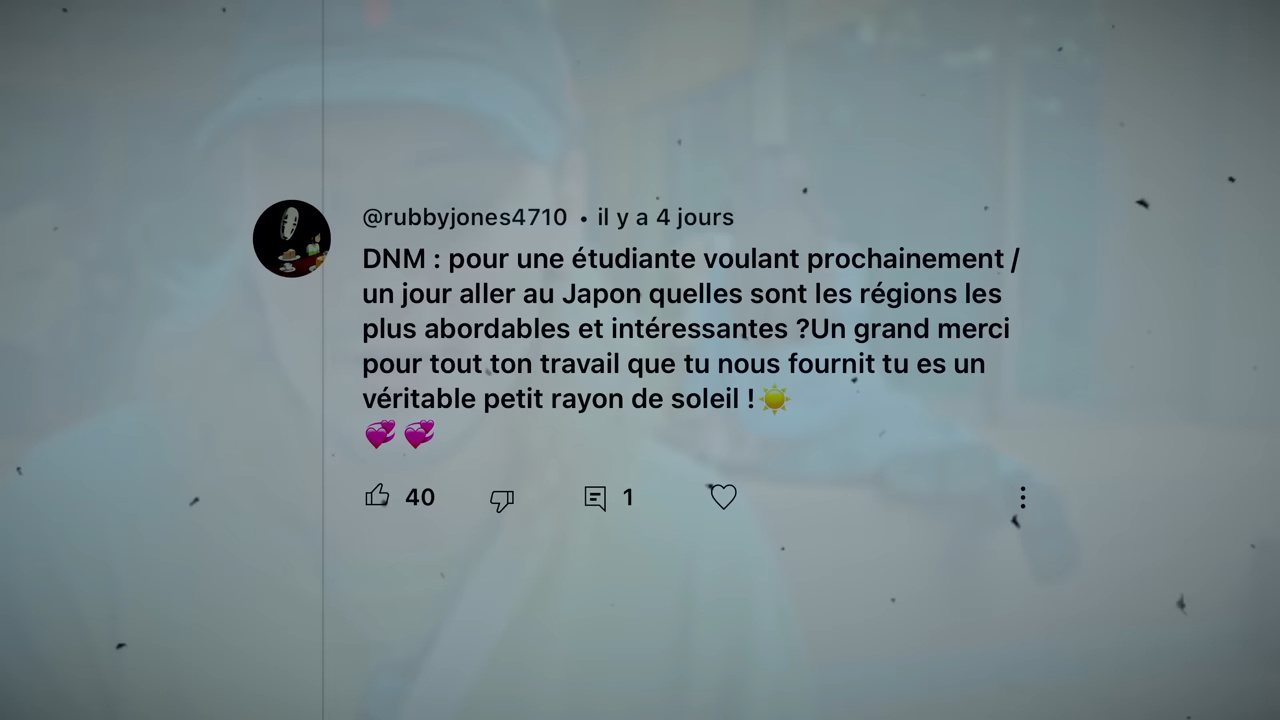 @rubbyjones4710 • il y a 4 jours
DNM : pour une étudiante voulant prochainement /
un jour aller au Japon quelles sont les régions les
plus abordables et intéressantes ?Un grand merci
pour tout ton travail que tu nous fournit tu es un
véritable petit rayon de soleil !☀️
💞 💞
40 1